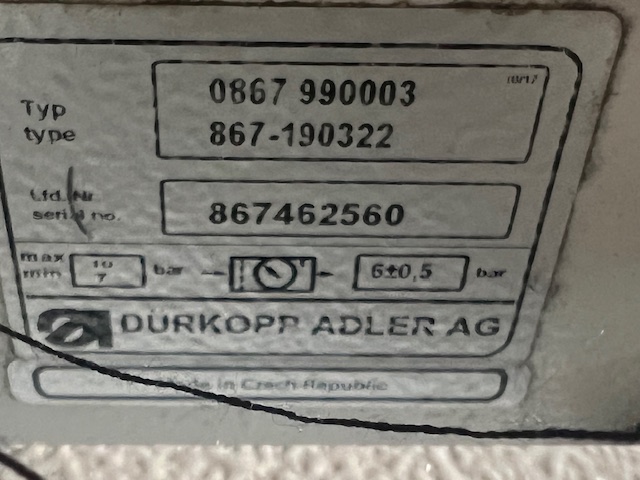 Typ 0867 990003 10/17
type 867-190322
Lfd. Nr
serial no. 867462560
max 10 bar 6±0,5 bar
min 7
DÜRKOPP ADLER AG
Made in Czech Republic